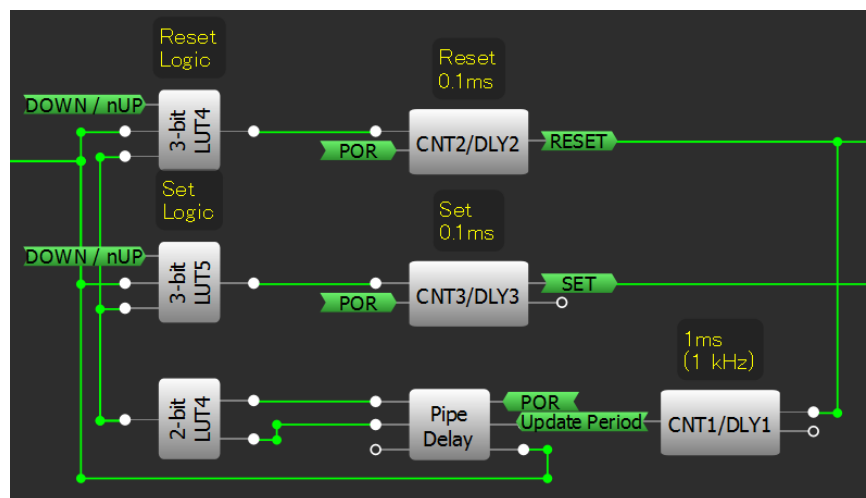 Reset
Logic
Reset
0.1ms
DOWN / nUP
3-bit
LUT4
POR
CNT2/DLY2
RESET
Set
Logic
Set
0.1ms
DOWN / nUP
3-bit
LUT5
POR
CNT3/DLY3
SET
1ms
(1 kHz)
2-bit
LUT4
Pipe
Delay
POR
Update Period
CNT1/DLY1